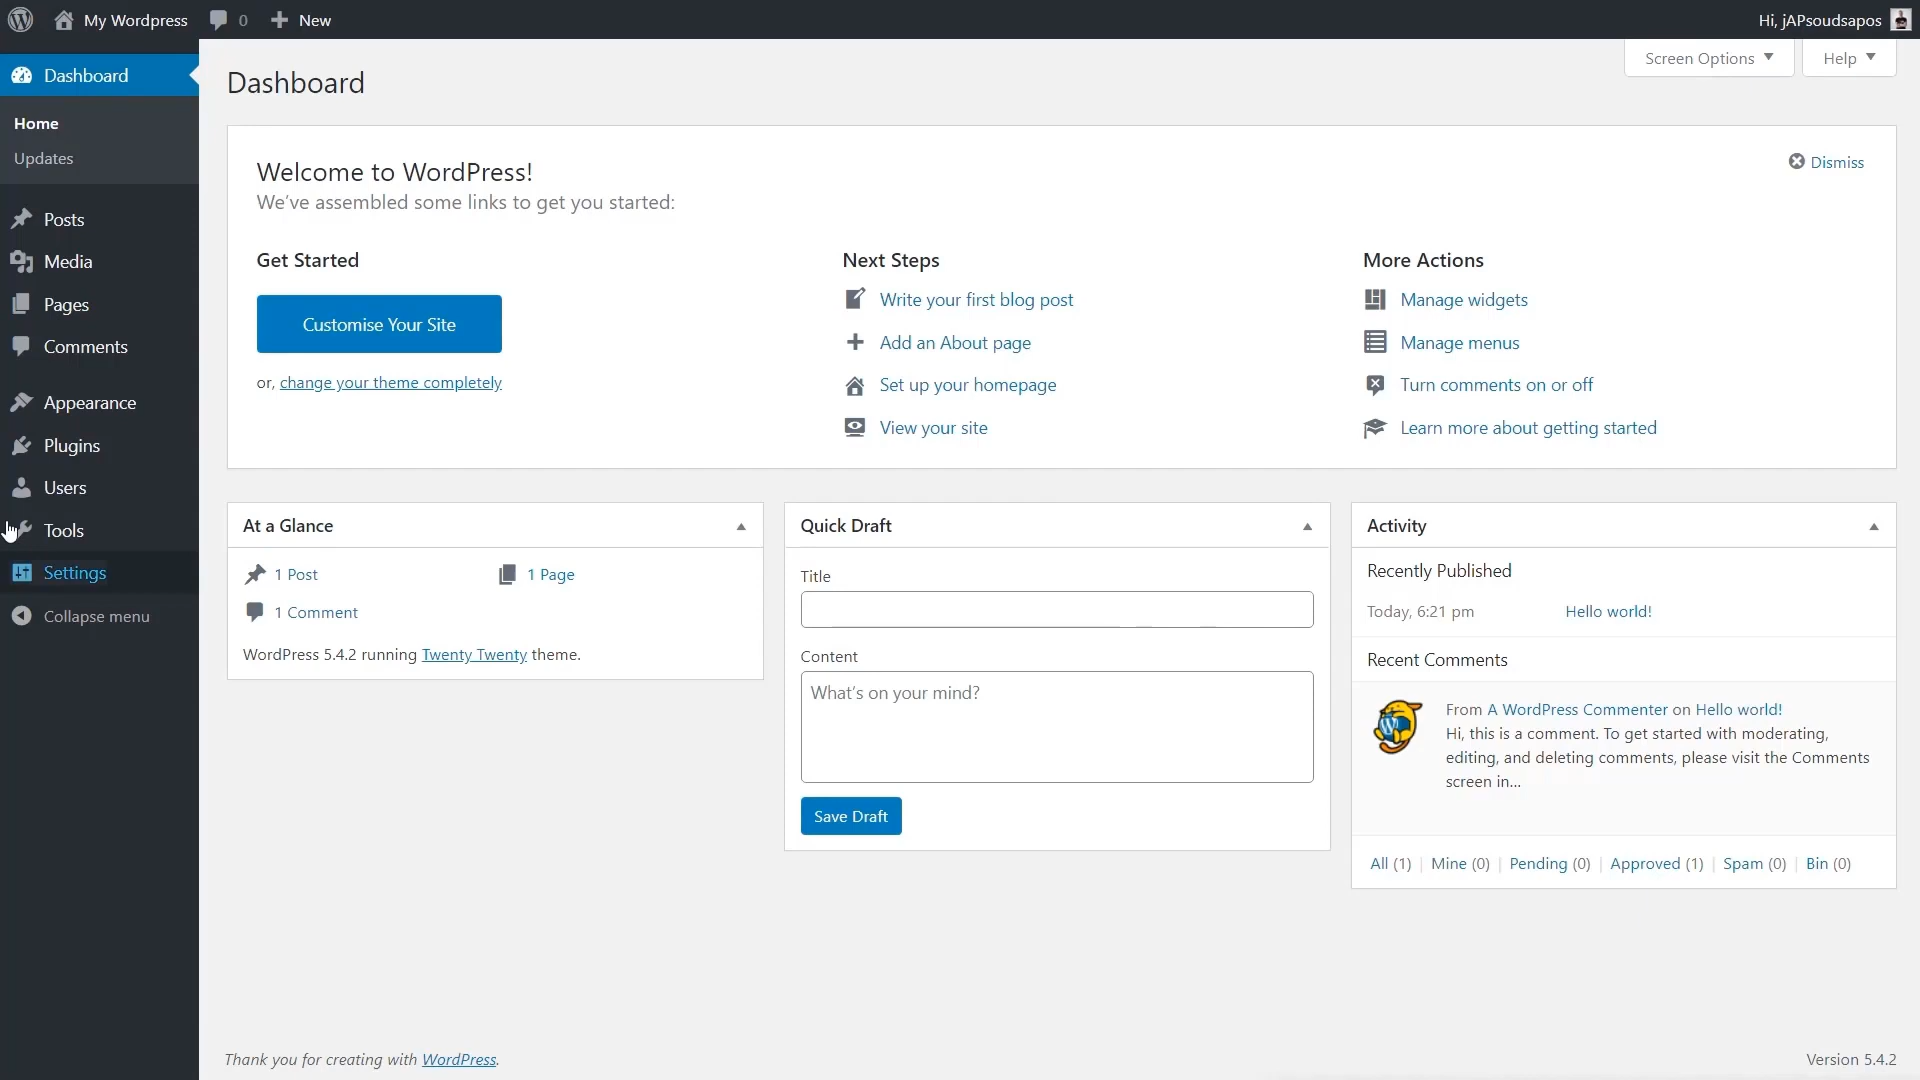 My Wordpress 0 New Hi, jAPsoudsapos
Screen Options Help
Dashboard
Home
Updates
Posts
Media
Pages
Comments
Appearance
Plugins
Users
Tools
Settings
Collapse menu
Dashboard
Welcome to WordPress!
Dismiss
We've assembled some links to get you started:
Get Started
Customise Your Site
or, change your theme completely
Next Steps
Write your first blog post
Add an About page
Set up your homepage
View your site
More Actions
Manage widgets
Manage menus
Turn comments on or off
Learn more about getting started
At a Glance
1 Post 1 Page
1 Comment
WordPress 5.4.2 running Twenty Twenty theme.
Quick Draft
Title
Content
What's on your mind?
Save Draft
Activity
Recently Published
Today, 6:21 pm Hello world!
Recent Comments
From A WordPress Commenter on Hello world!
Hi, this is a comment. To get started with moderating,
editing, and deleting comments, please visit the Comments
screen in...
All (1) | Mine (0) | Pending (0) | Approved (1) | Spam (0) | Bin (0)
Thank you for creating with WordPress. Version 5.4.2